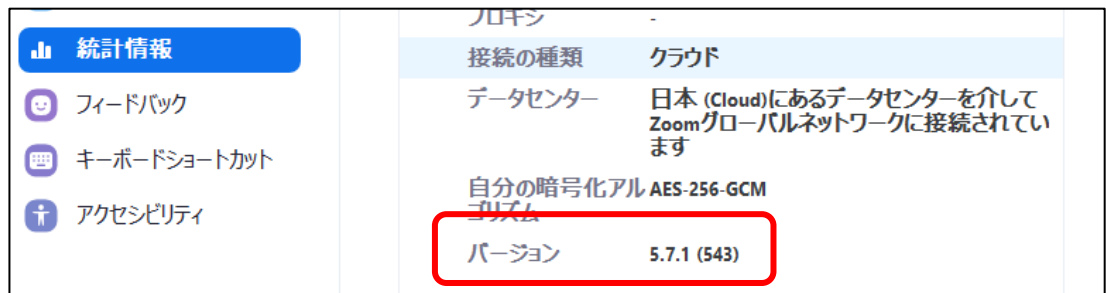 プロキシ -
統計情報
接続の種類 クラウド
フィードバック
データセンター 日本 (Cloud)にあるデータセンターを介して
Zoomグローバルネットワークに接続されてい
ます
キーボードショートカット
自分の暗号化アル AES-256-GCM
ゴリズム
アクセシビリティ
バージョン 5.7.1 (543)